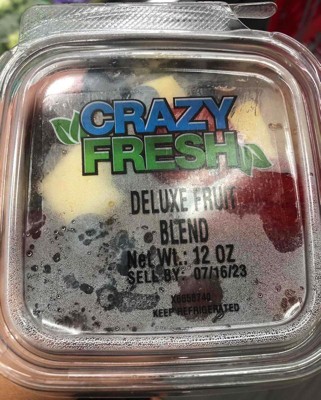 CRAZY
FRESH
DELUXE FRUIT
BLEND
Net Wt.: 12 OZ
SELL BY: 07/16/23
KEEP REFRIGERATED